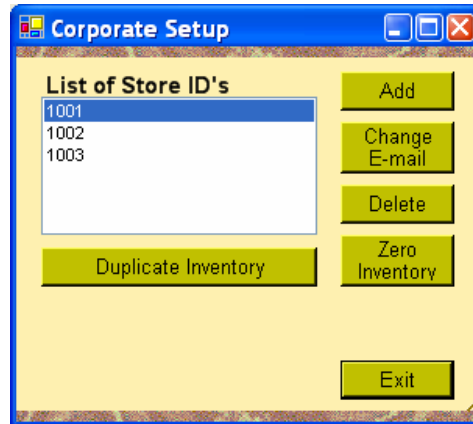 Corporate Setup
List of Store ID's
1001
1002
1003
Duplicate Inventory
Add
Change
E-mail
Delete
Zero
Inventory
Exit